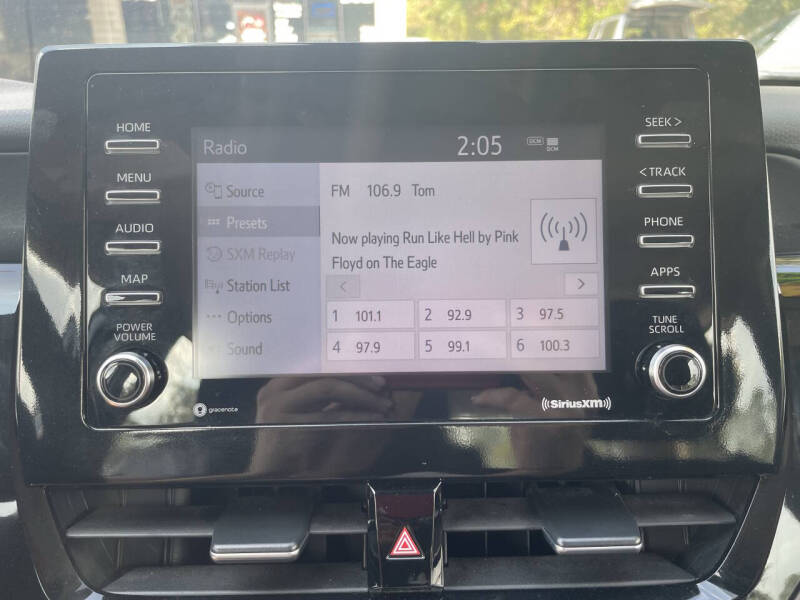 HOME
MENU
AUDIO
MAP
POWER
VOLUME
Radio
2:05
DCM
DCM
Source
Presets
SXM Replay
Station List
Options
Sound
FM 106.9 Tom
Now playing Run Like Hell by Pink
Floyd on The Eagle
<
>
1 101.1
2 92.9
3 97.5
4 97.9
5 99.1
6 100.3
SEEK >
< TRACK
PHONE
APPS
TUNE
SCROLL
gracenote
((SiriusXM))